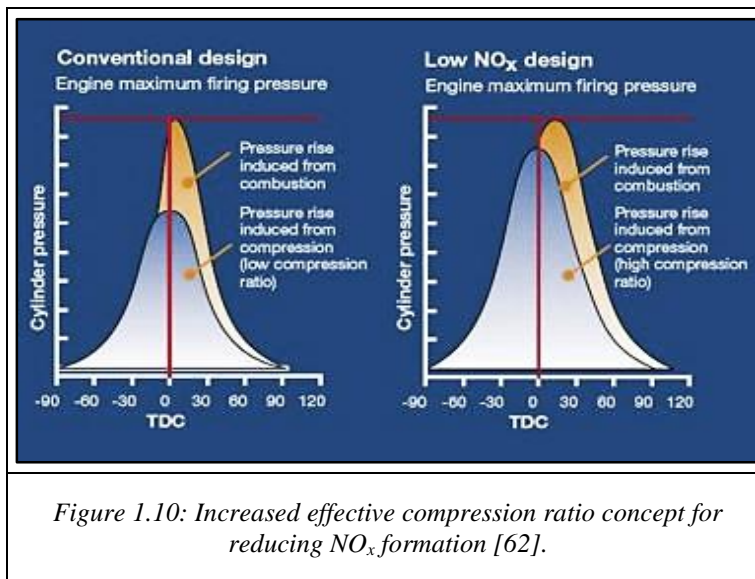 Conventional design
Engine maximum firing pressure
Cylinder pressure
Pressure rise
induced from
combustion
Pressure rise
induced from
compression
(low compression
ratio)
-90 -60 -30 0 30 60 90 120
TDC
Low NOx design
Engine maximum firing pressure
Cylinder pressure
Pressure rise
induced from
combustion
Pressure rise
induced from
compression
(high compression
ratio)
-90 -60 -30 0 30 60 90 120
TDC
Figure 1.10: Increased effective compression ratio concept for
reducing NOx formation [62].